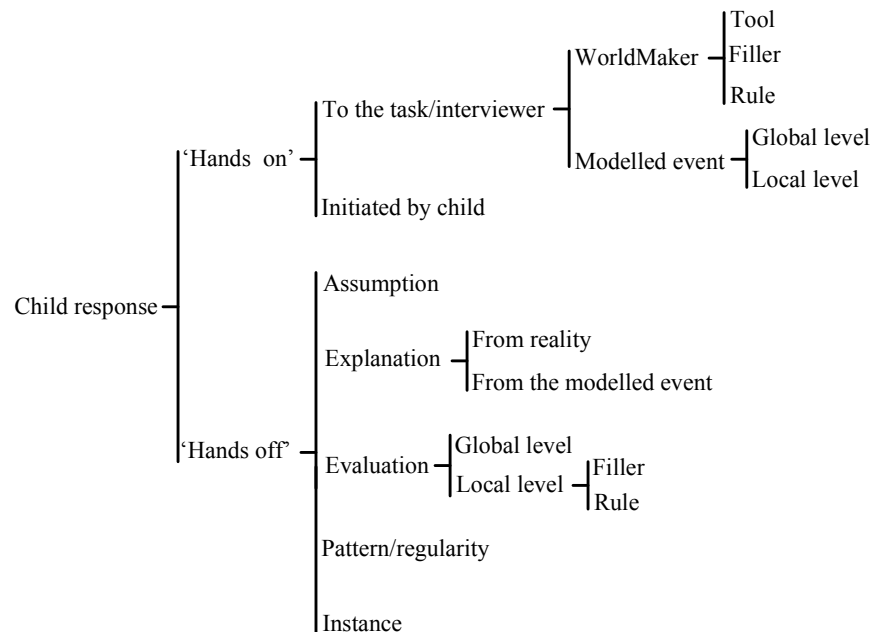 Tool
WorldMaker
Filler
Rule
To the task/interviewer
Global level
‘Hands on’
Modelled event
Local level
Initiated by child
Child response
Assumption
From reality
Explanation
From the modelled event
‘Hands off’
Global level
Evaluation
Filler
Local level
Rule
Pattern/regularity
Instance